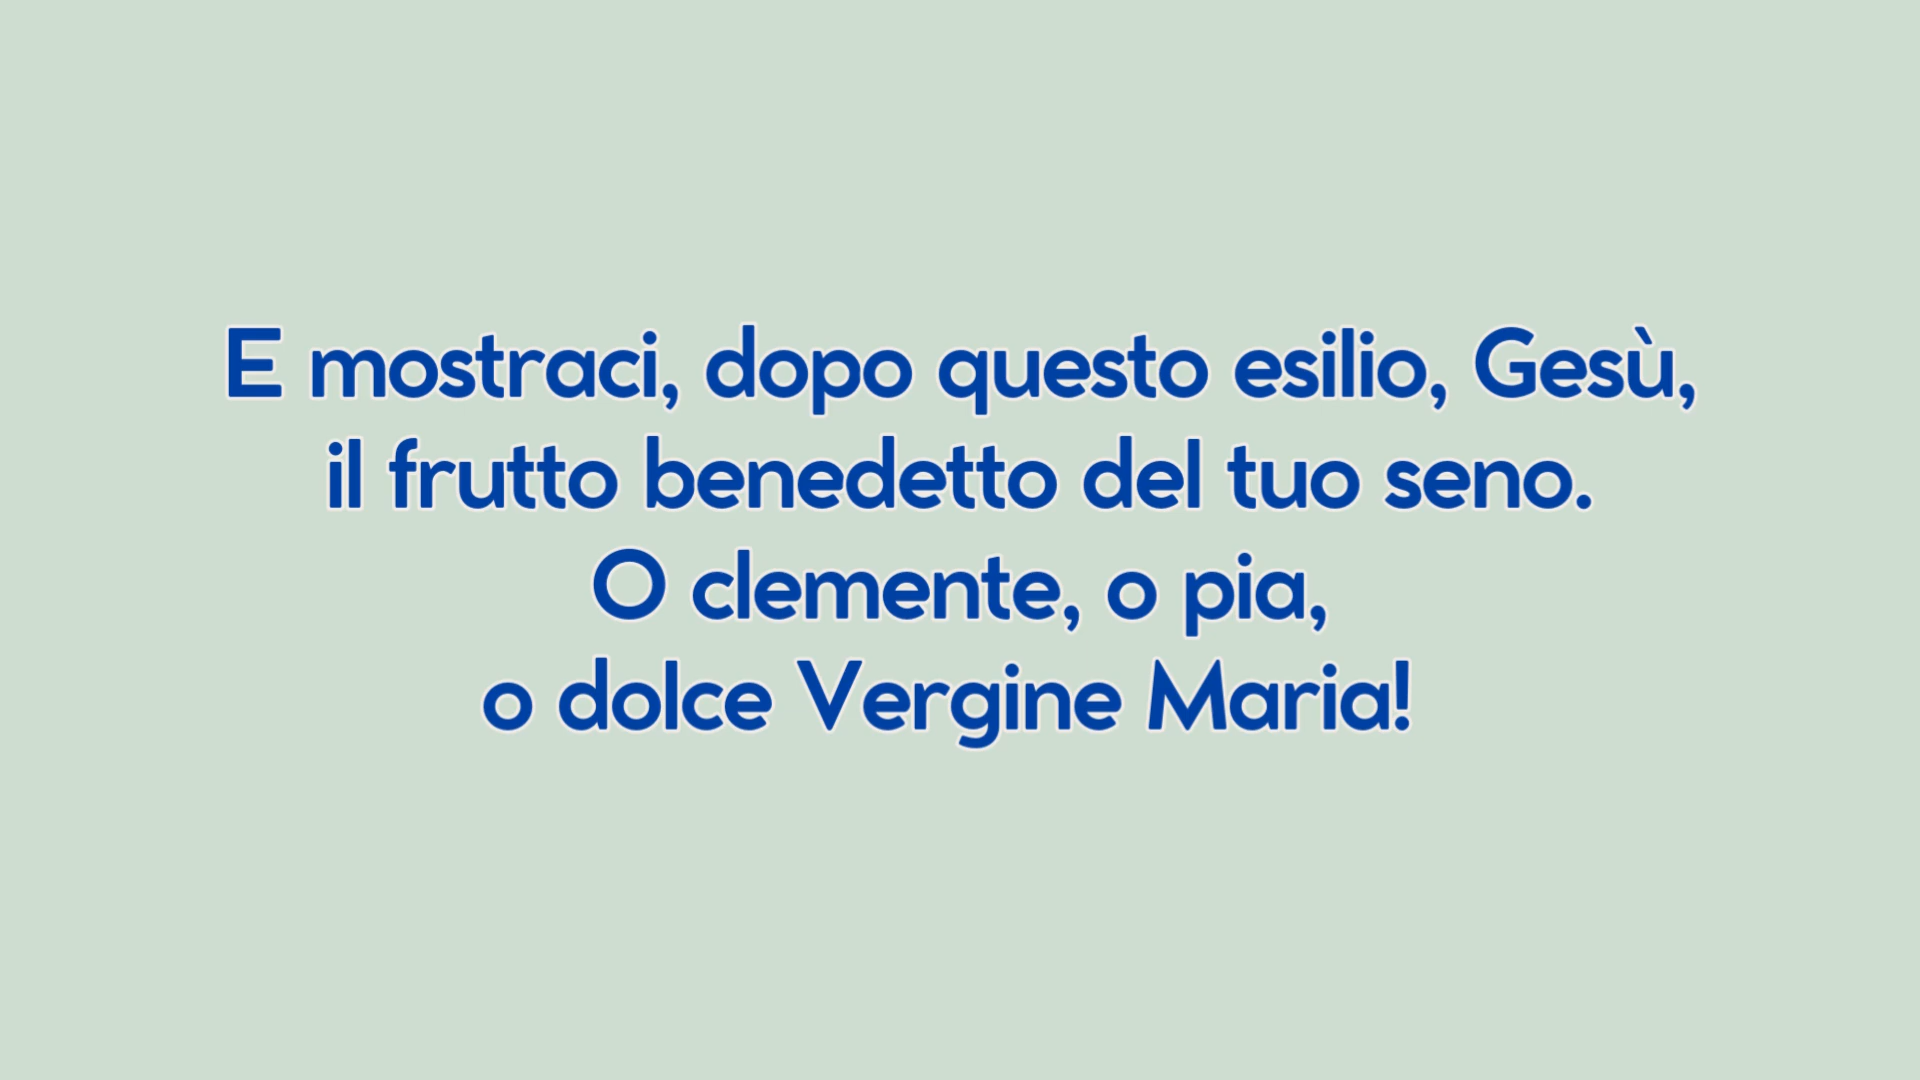 E mostraci, dopo questo esilio, Gesù,
il frutto benedetto del tuo seno.
O clemente, o pia,
o dolce Vergine Maria!